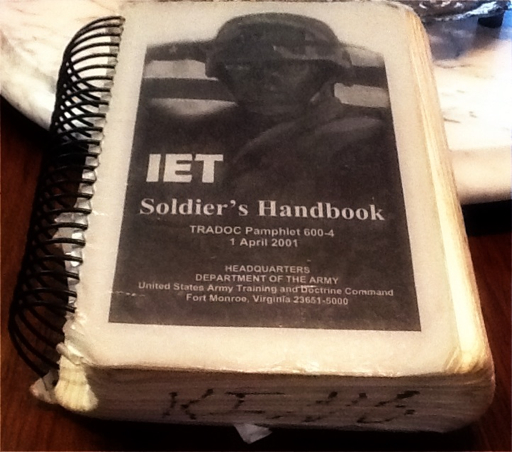 IET
Soldier's Handbook
TRADOC Pamphlet 600-4
1 April 2001
HEADQUARTERS
DEPARTMENT OF THE ARMY
United States Army Training and Doctrine Command
Fort Monroe, Virginia 23651-5000